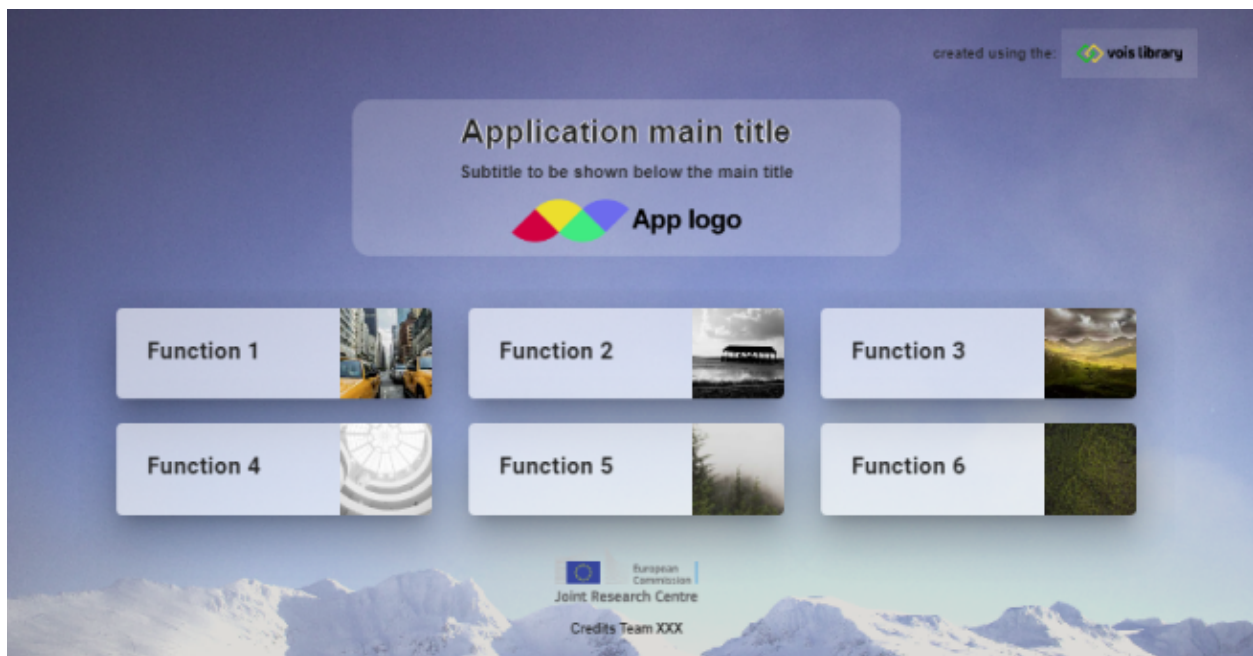 created using the: vois library
Application main title
Subtitle to be shown below the main title
App logo
Function 1
Function 2
Function 3
Function 4
Function 5
Function 6
European
Commission
Joint Research Centre
Credits Team XXX